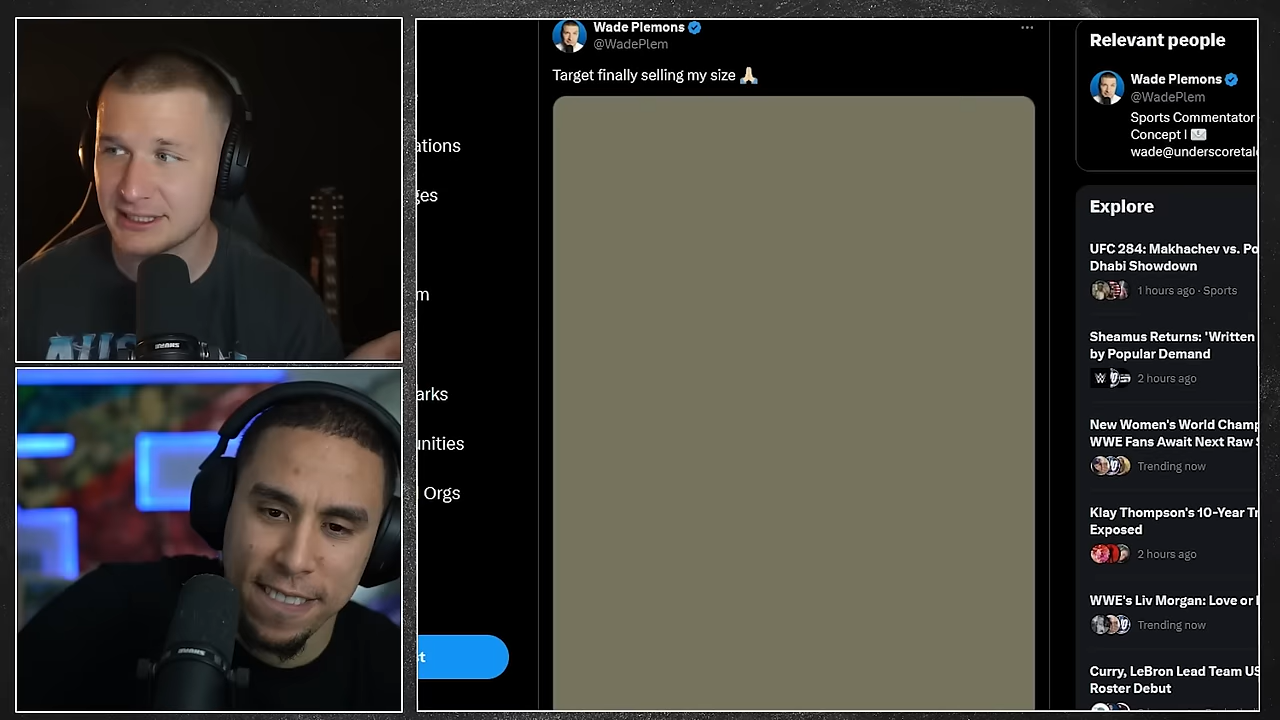 Wade Plemons
@WadePlem
Target finally selling my size 🙏🏻
ations
ges
m
arks
unities
Orgs
st
Relevant people
Wade Plemons
@WadePlem
Sports Commentator
Concept | 📧
wade@underscoretale
Explore
UFC 284: Makhachev vs. Po
Dhabi Showdown
1 hours ago · Sports
Sheamus Returns: 'Written
by Popular Demand
2 hours ago
New Women's World Champ
WWE Fans Await Next Raw S
Trending now
Klay Thompson's 10-Year Tr
Exposed
2 hours ago
WWE's Liv Morgan: Love or H
Trending now
Curry, LeBron Lead Team US
Roster Debut